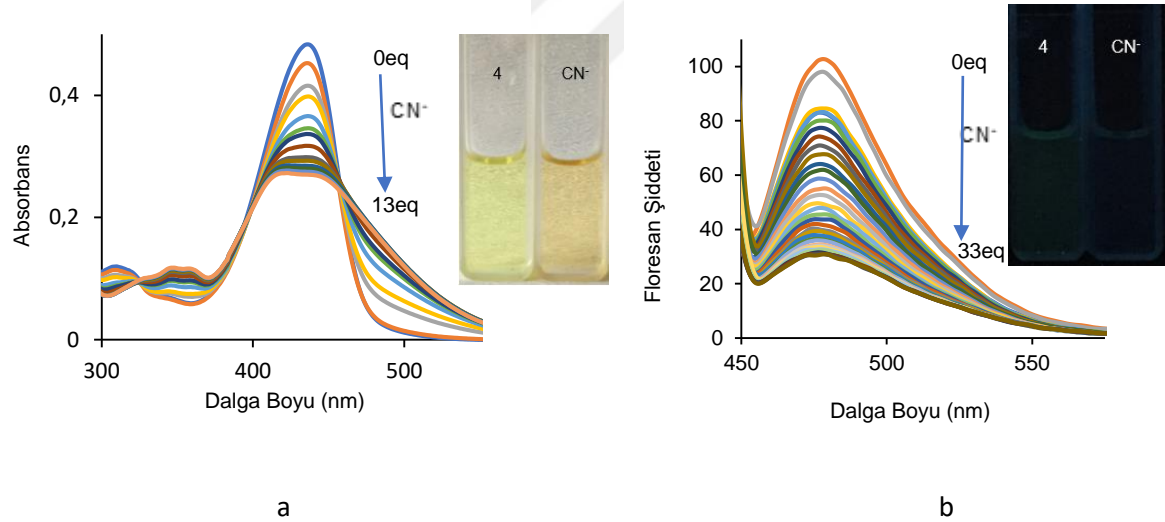 0,4
0,2
0
300
400
500
Absorbans
Dalga Boyu (nm)
0eq
CN-
13eq
4
CN-
a
100
80
60
40
20
0
450
500
550
Floresan Şiddeti
Dalga Boyu (nm)
0eq
CN-
33eq
4
CN-
b